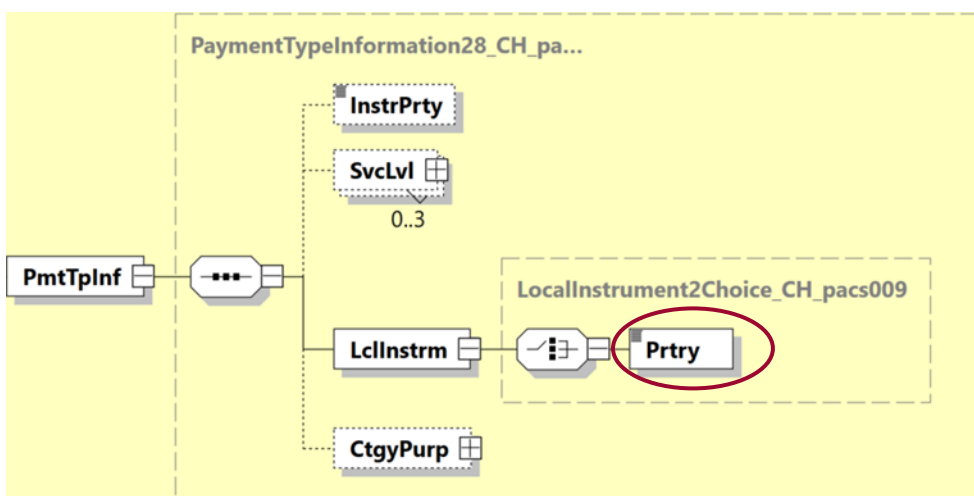 PaymentTypeInformation28_CH_pa...
InstrPrty
SvcLvl
0..3
PmtTpInf
LocalInstrument2Choice_CH_pacs009
LclInstrm
Prtry
CtgyPurp